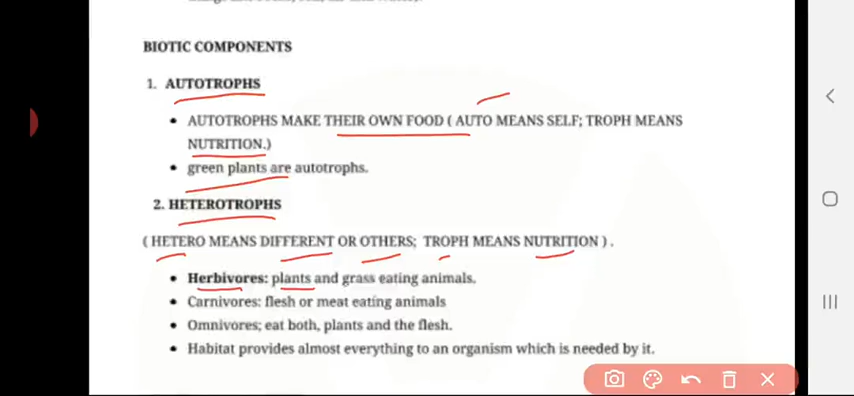 BIOTIC COMPONENTS
1. AUTOTROPHS
• AUTOTROPHS MAKE THEIR OWN FOOD ( AUTO MEANS SELF; TROPH MEANS
NUTRITION.)
• green plants are autotrophs.
2. HETEROTROPHS
( HETERO MEANS DIFFERENT OR OTHERS; TROPH MEANS NUTRITION ) .
• Herbivores: plants and grass eating animals.
• Carnivores: flesh or meat eating animals
• Omnivores; eat both, plants and the flesh.
• Habitat provides almost everything to an organism which is needed by it.